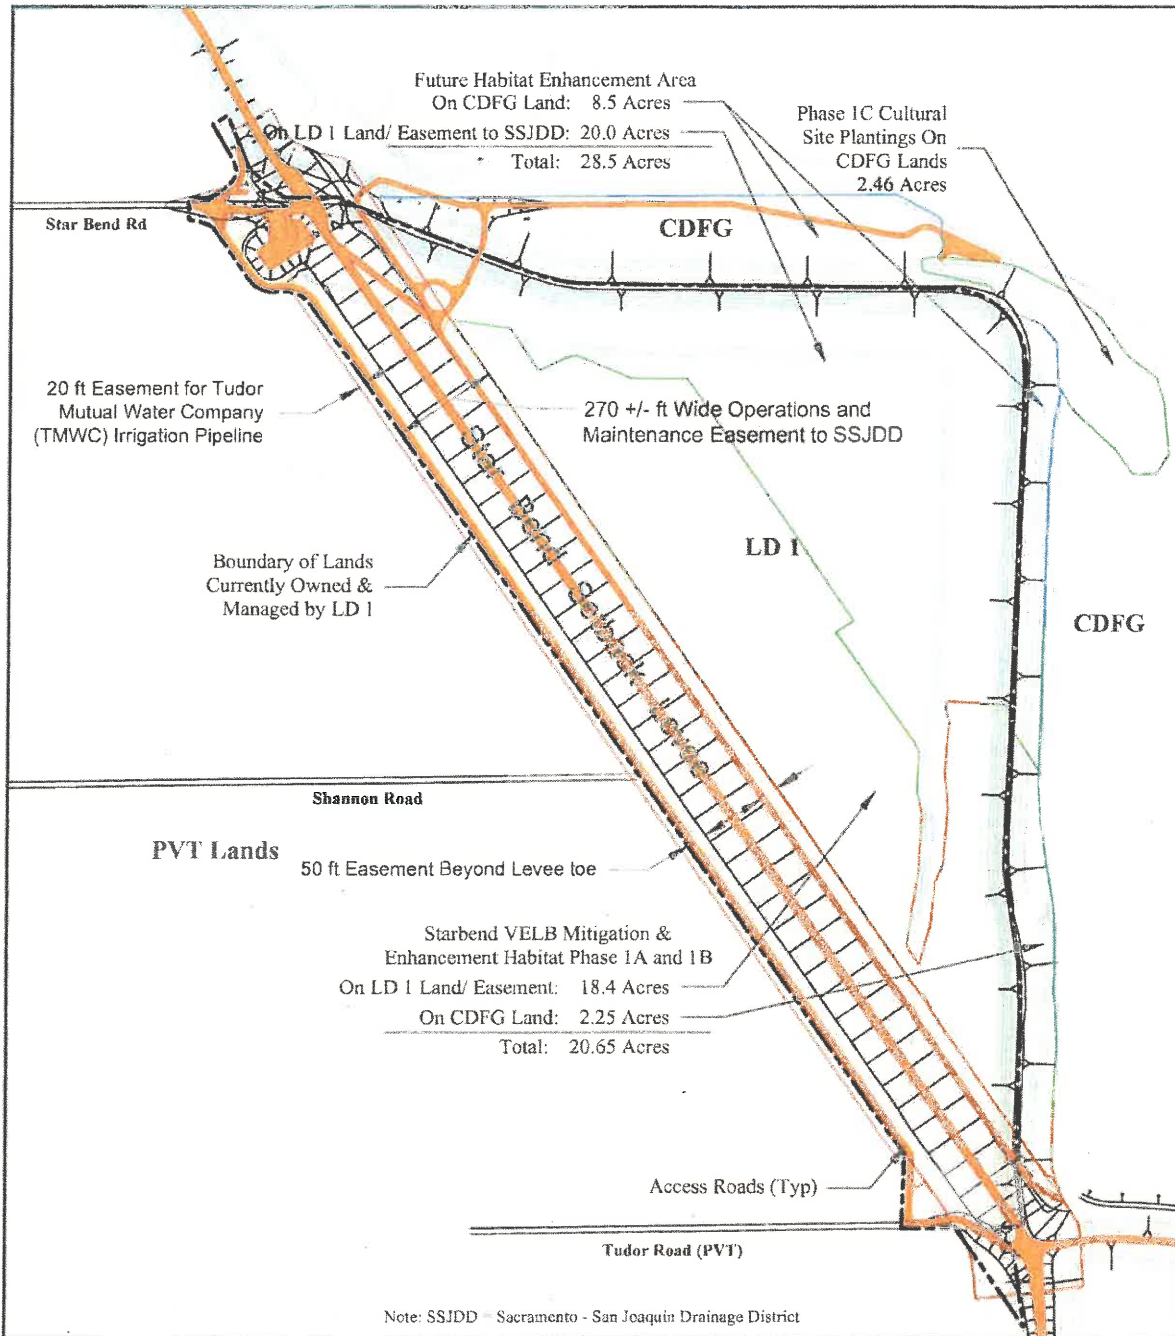 Future Habitat Enhancement Area
On CDFG Land: 8.5 Acres
On LD 1 Land/ Easement to SSJDD: 20.0 Acres
Total: 28.5 Acres
Phase 1C Cultural
Site Plantings On
CDFG Lands
2.46 Acres
Star Bend Rd
CDFG
20 ft Easement for Tudor
Mutual Water Company
(TMWC) Irrigation Pipeline
270 +/- ft Wide Operations and
Maintenance Easement to SSJDD
LD 1
Boundary of Lands
Currently Owned &
Managed by LD 1
CDFG
Shannon Road
PVT Lands
50 ft Easement Beyond Levee toe
Starbend VELB Mitigation &
Enhancement Habitat Phase 1A and 1B
On LD 1 Land/ Easement: 18.4 Acres
On CDFG Land: 2.25 Acres
Total: 20.65 Acres
Access Roads (Typ)
Tudor Road (PVT)
Note: SSJDD = Sacramento - San Joaquin Drainage District